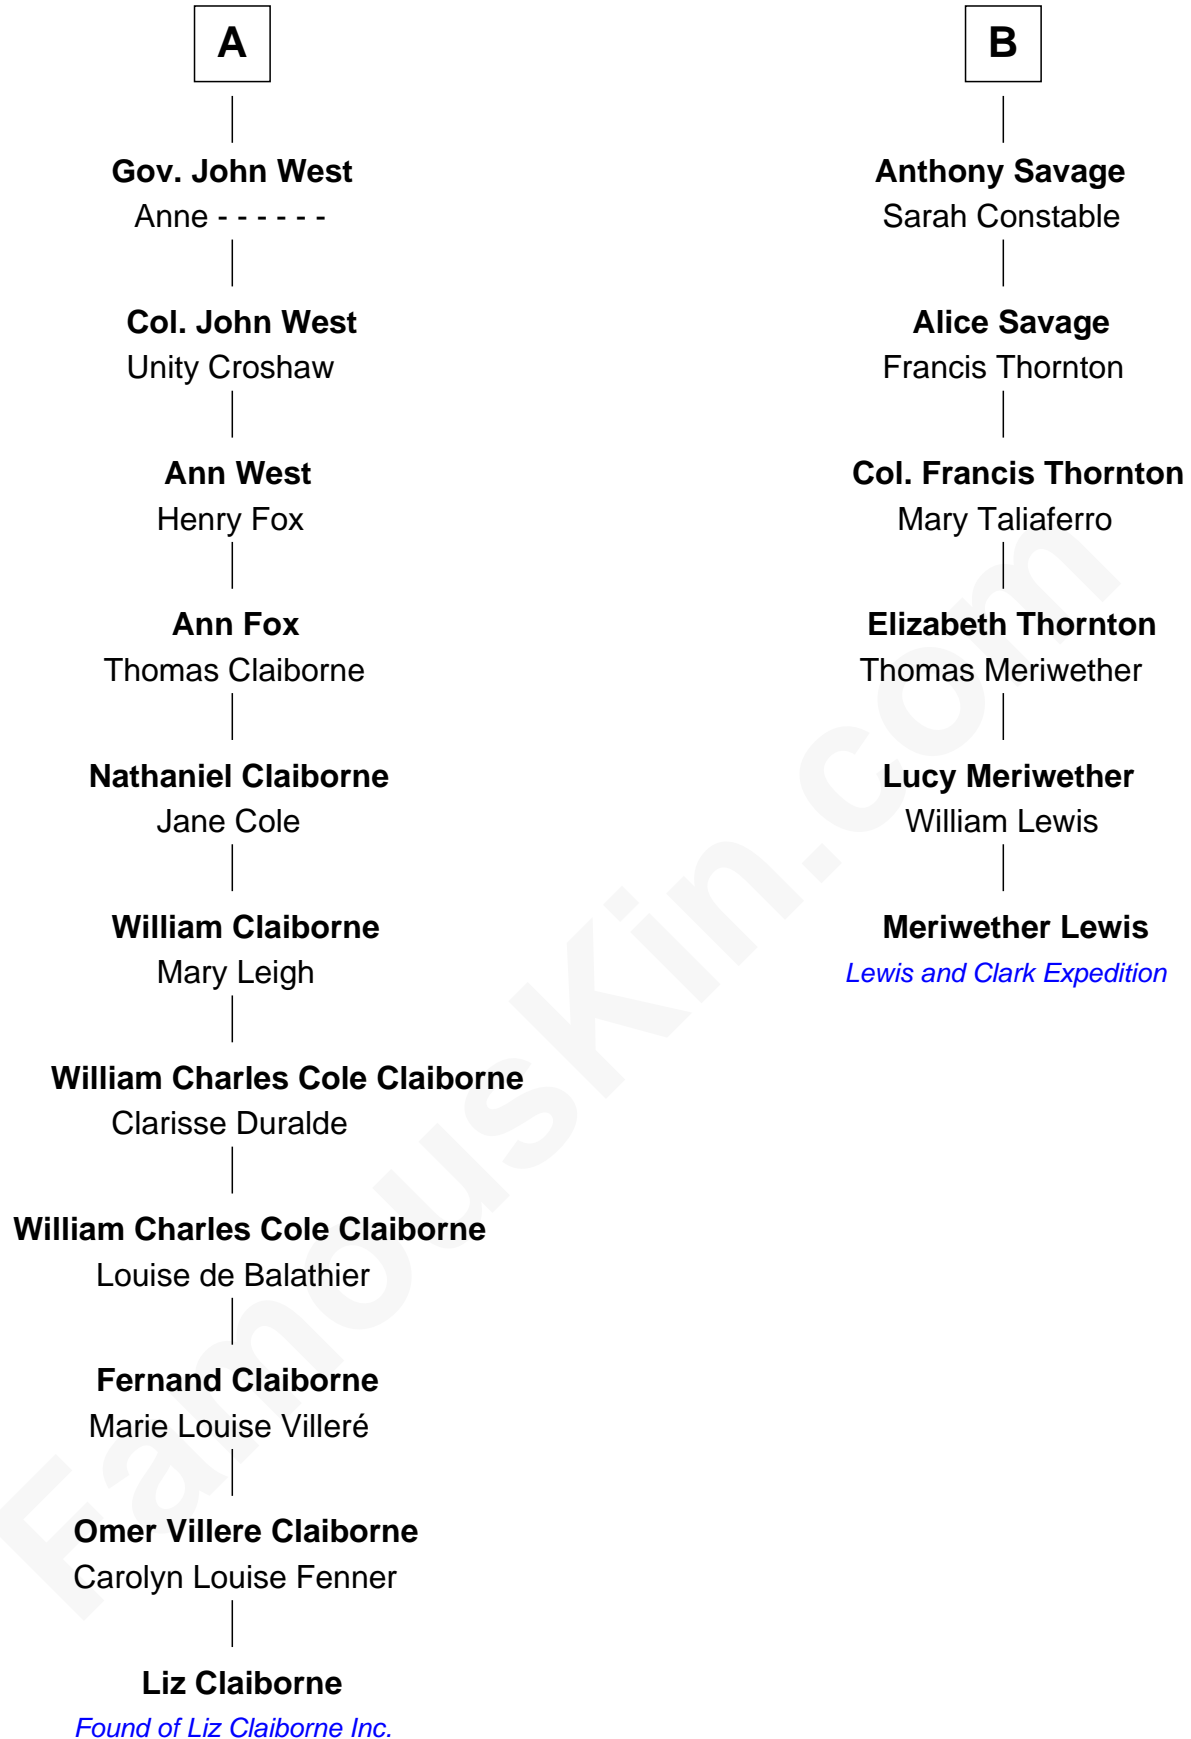 A
Gov. John West
Anne - - - - - -
Col. John West
Unity Croshaw
Ann West
Henry Fox
Ann Fox
Thomas Claiborne
Nathaniel Claiborne
Jane Cole
William Claiborne
Mary Leigh
William Charles Cole Claiborne
Clarisse Duralde
William Charles Cole Claiborne
Louise de Balathier
Fernand Claiborne
Marie Louise Villeré
Omer Villere Claiborne
Carolyn Louise Fenner
Liz Claiborne
Found of Liz Claiborne Inc.
B
Anthony Savage
Sarah Constable
Alice Savage
Francis Thornton
Col. Francis Thornton
Mary Taliaferro
Elizabeth Thornton
Thomas Meriwether
Lucy Meriwether
William Lewis
Meriwether Lewis
Lewis and Clark Expedition
FamousKin.com